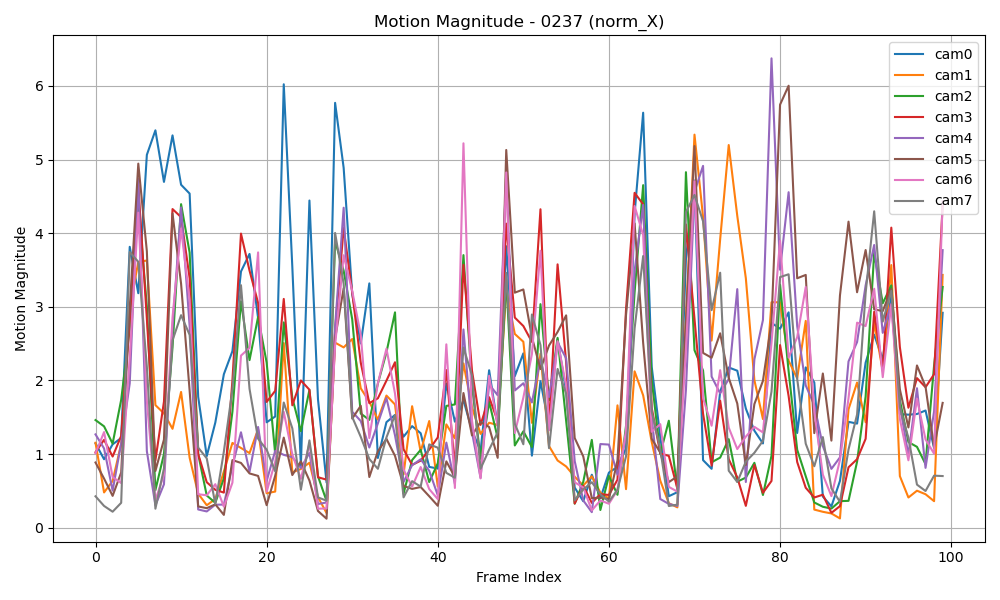 Motion Magnitude - 0237 (norm_X)
Motion Magnitude
6
5
4
3
2
1
0
0 20 40 60 80 100
Frame Index
cam0
cam1
cam2
cam3
cam4
cam5
cam6
cam7